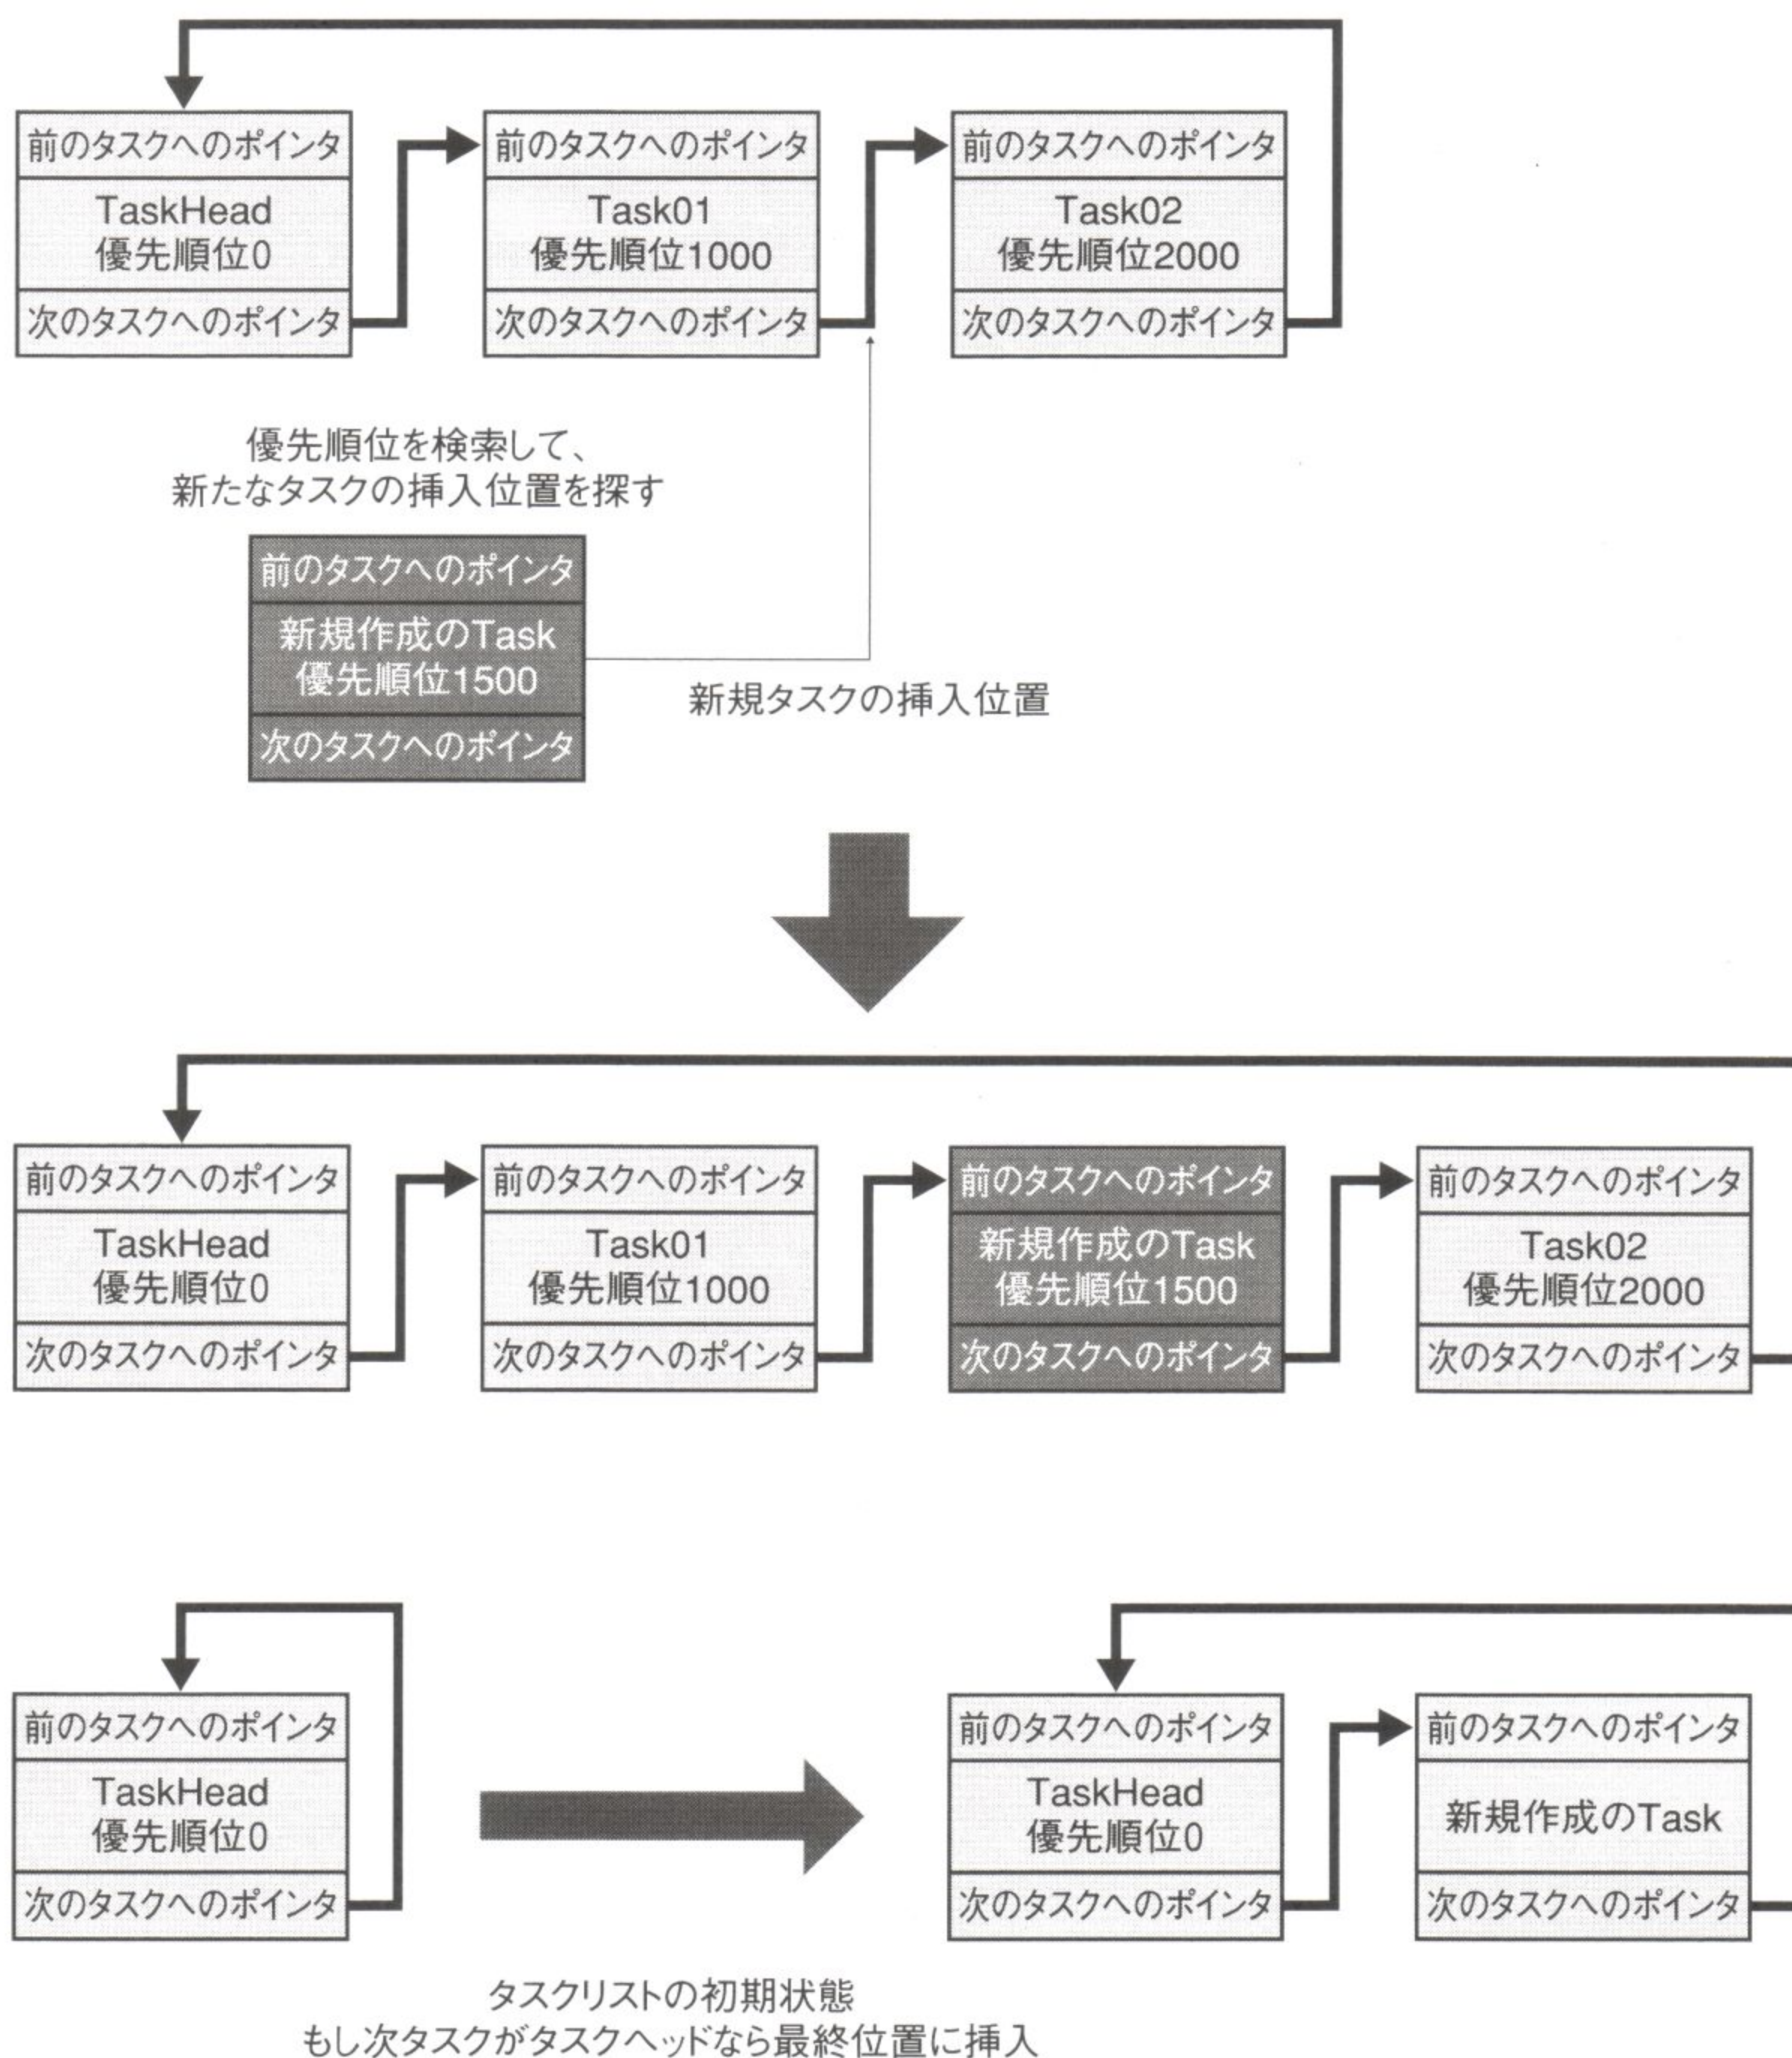 前のタスクへのポインタ
TaskHead
優先順位0
次のタスクへのポインタ
前のタスクへのポインタ
Task01
優先順位1000
次のタスクへのポインタ
前のタスクへのポインタ
Task02
優先順位2000
次のタスクへのポインタ
優先順位を検索して、
新たなタスクの挿入位置を探す
前のタスクへのポインタ
新規作成のTask
優先順位1500
次のタスクへのポインタ
新規タスクの挿入位置
前のタスクへのポインタ
TaskHead
優先順位0
次のタスクへのポインタ
前のタスクへのポインタ
Task01
優先順位1000
次のタスクへのポインタ
前のタスクへのポインタ
新規作成のTask
優先順位1500
次のタスクへのポインタ
前のタスクへのポインタ
Task02
優先順位2000
次のタスクへのポインタ
前のタスクへのポインタ
TaskHead
優先順位0
次のタスクへのポインタ
前のタスクへのポインタ
TaskHead
優先順位0
次のタスクへのポインタ
前のタスクへのポインタ
新規作成のTask
次のタスクへのポインタ
タスクリストの初期状態
もし次タスクがタスクヘッドなら最終位置に挿入